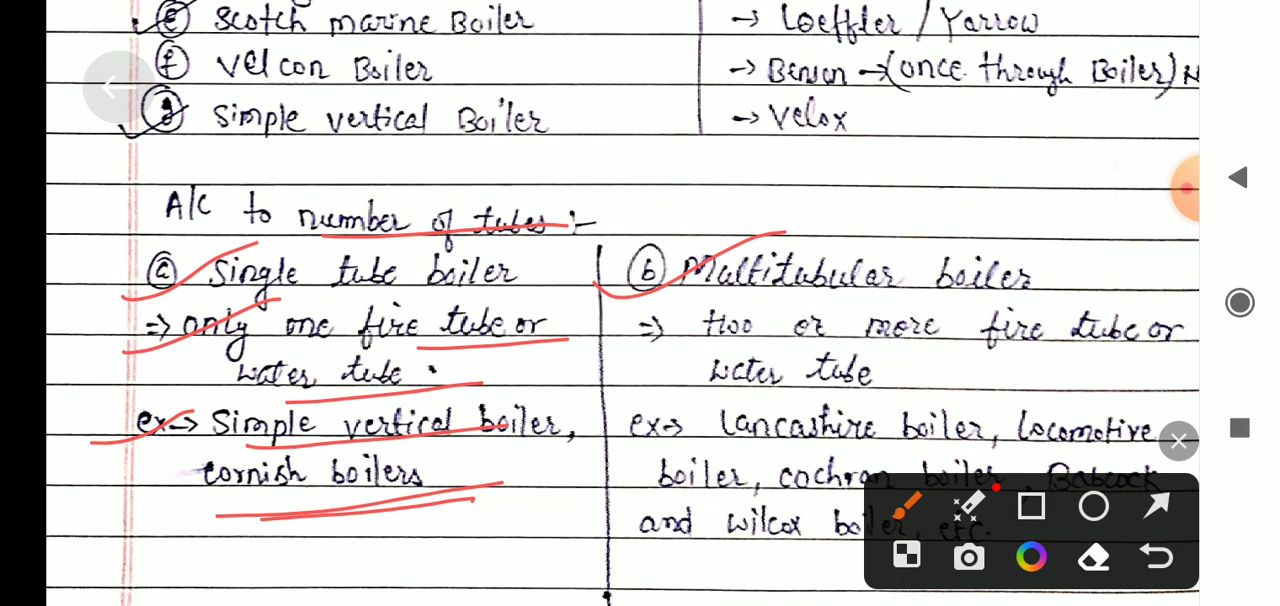 (e) Scotch marine Boiler
→ Loeffler / Yarrow
(f) Velcon Boiler
→ Benson → (once through Boiler)
(g) Simple vertical Boiler
→ Velox
A/c to number of tubes :-
(a) Single tube boiler
⇒ only one fire tube or
water tube.
ex → Simple vertical boiler,
cornish boilers
(b) Multitubular boiler
⇒ two or more fire tube or
water tube
ex → Lancashire boiler, Locomotive
boiler, cochran boiler, Babcock
and wilcox boiler, etc.